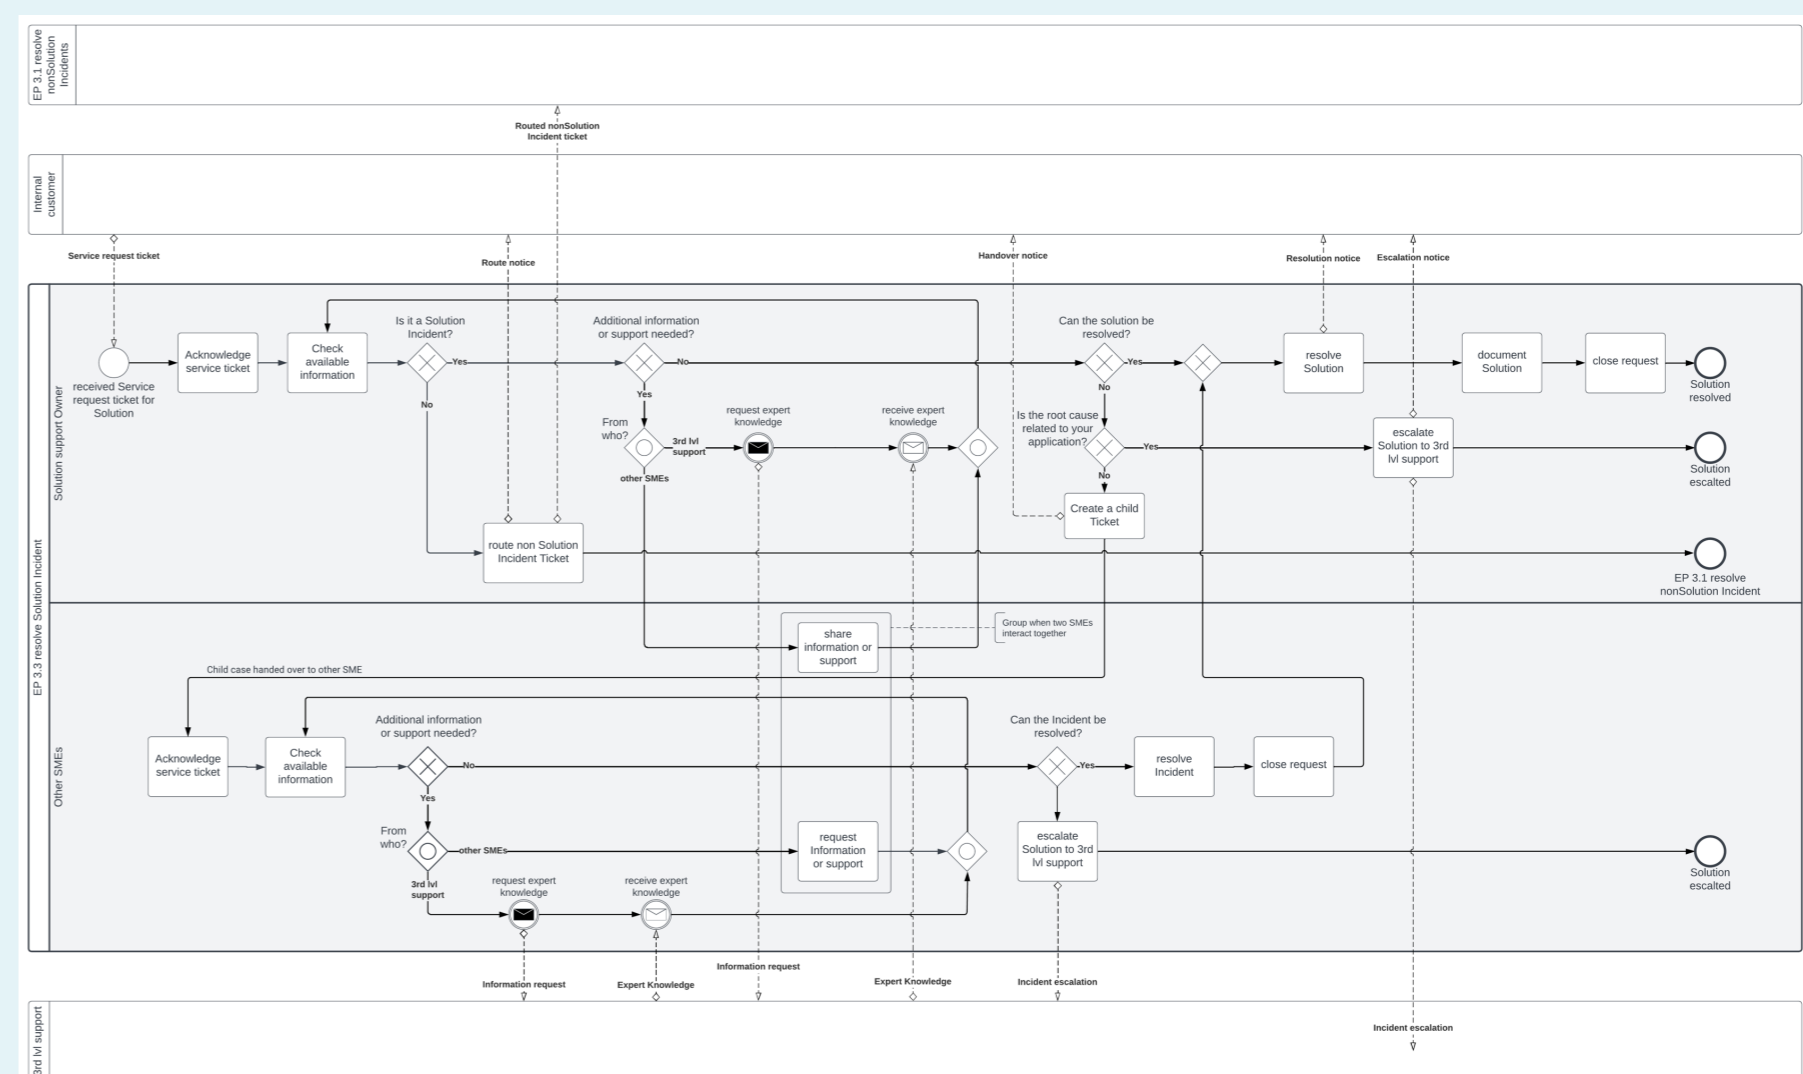 EP 3.1 resolve
nonSolution
Incidents
Routed nonSolution
Incident ticket
Internal
customer
Service request ticket
Route notice
Handover notice
Resolution notice
Escalation notice
EP 3.3 resolve Solution Incident
Solution support Owner
received Service
request ticket for
Solution
Acknowledge
service ticket
Check
available
information
Is it a Solution
Incident?
Yes
No
Additional information
or support needed?
No
Yes
From
who?
3rd lvl
support
other SMEs
request expert
knowledge
receive expert
knowledge
Can the solution be
resolved?
Yes
No
Is the root cause
related to your
application?
Yes
No
Create a child
Ticket
resolve
Solution
document
Solution
close request
Solution
resolved
escalate
Solution to 3rd
lvl support
Solution
escalted
route non Solution
Incident Ticket
EP 3.1 resolve
nonSolution Incident
Other SMEs
share
information or
support
Group when two SMEs
interact together
Child case handed over to other SME
Acknowledge
service ticket
Check
available
information
Additional information
or support needed?
No
Yes
From
who?
other SMEs
3rd lvl
support
request expert
knowledge
receive expert
knowledge
request
Information
or support
Can the Incident be
resolved?
Yes
resolve
Incident
close request
escalate
Solution to 3rd
lvl support
Solution
escalted
Information request
Expert Knowledge
Information request
Expert Knowledge
Incident escalation
Incident escalation
3rd lvl support